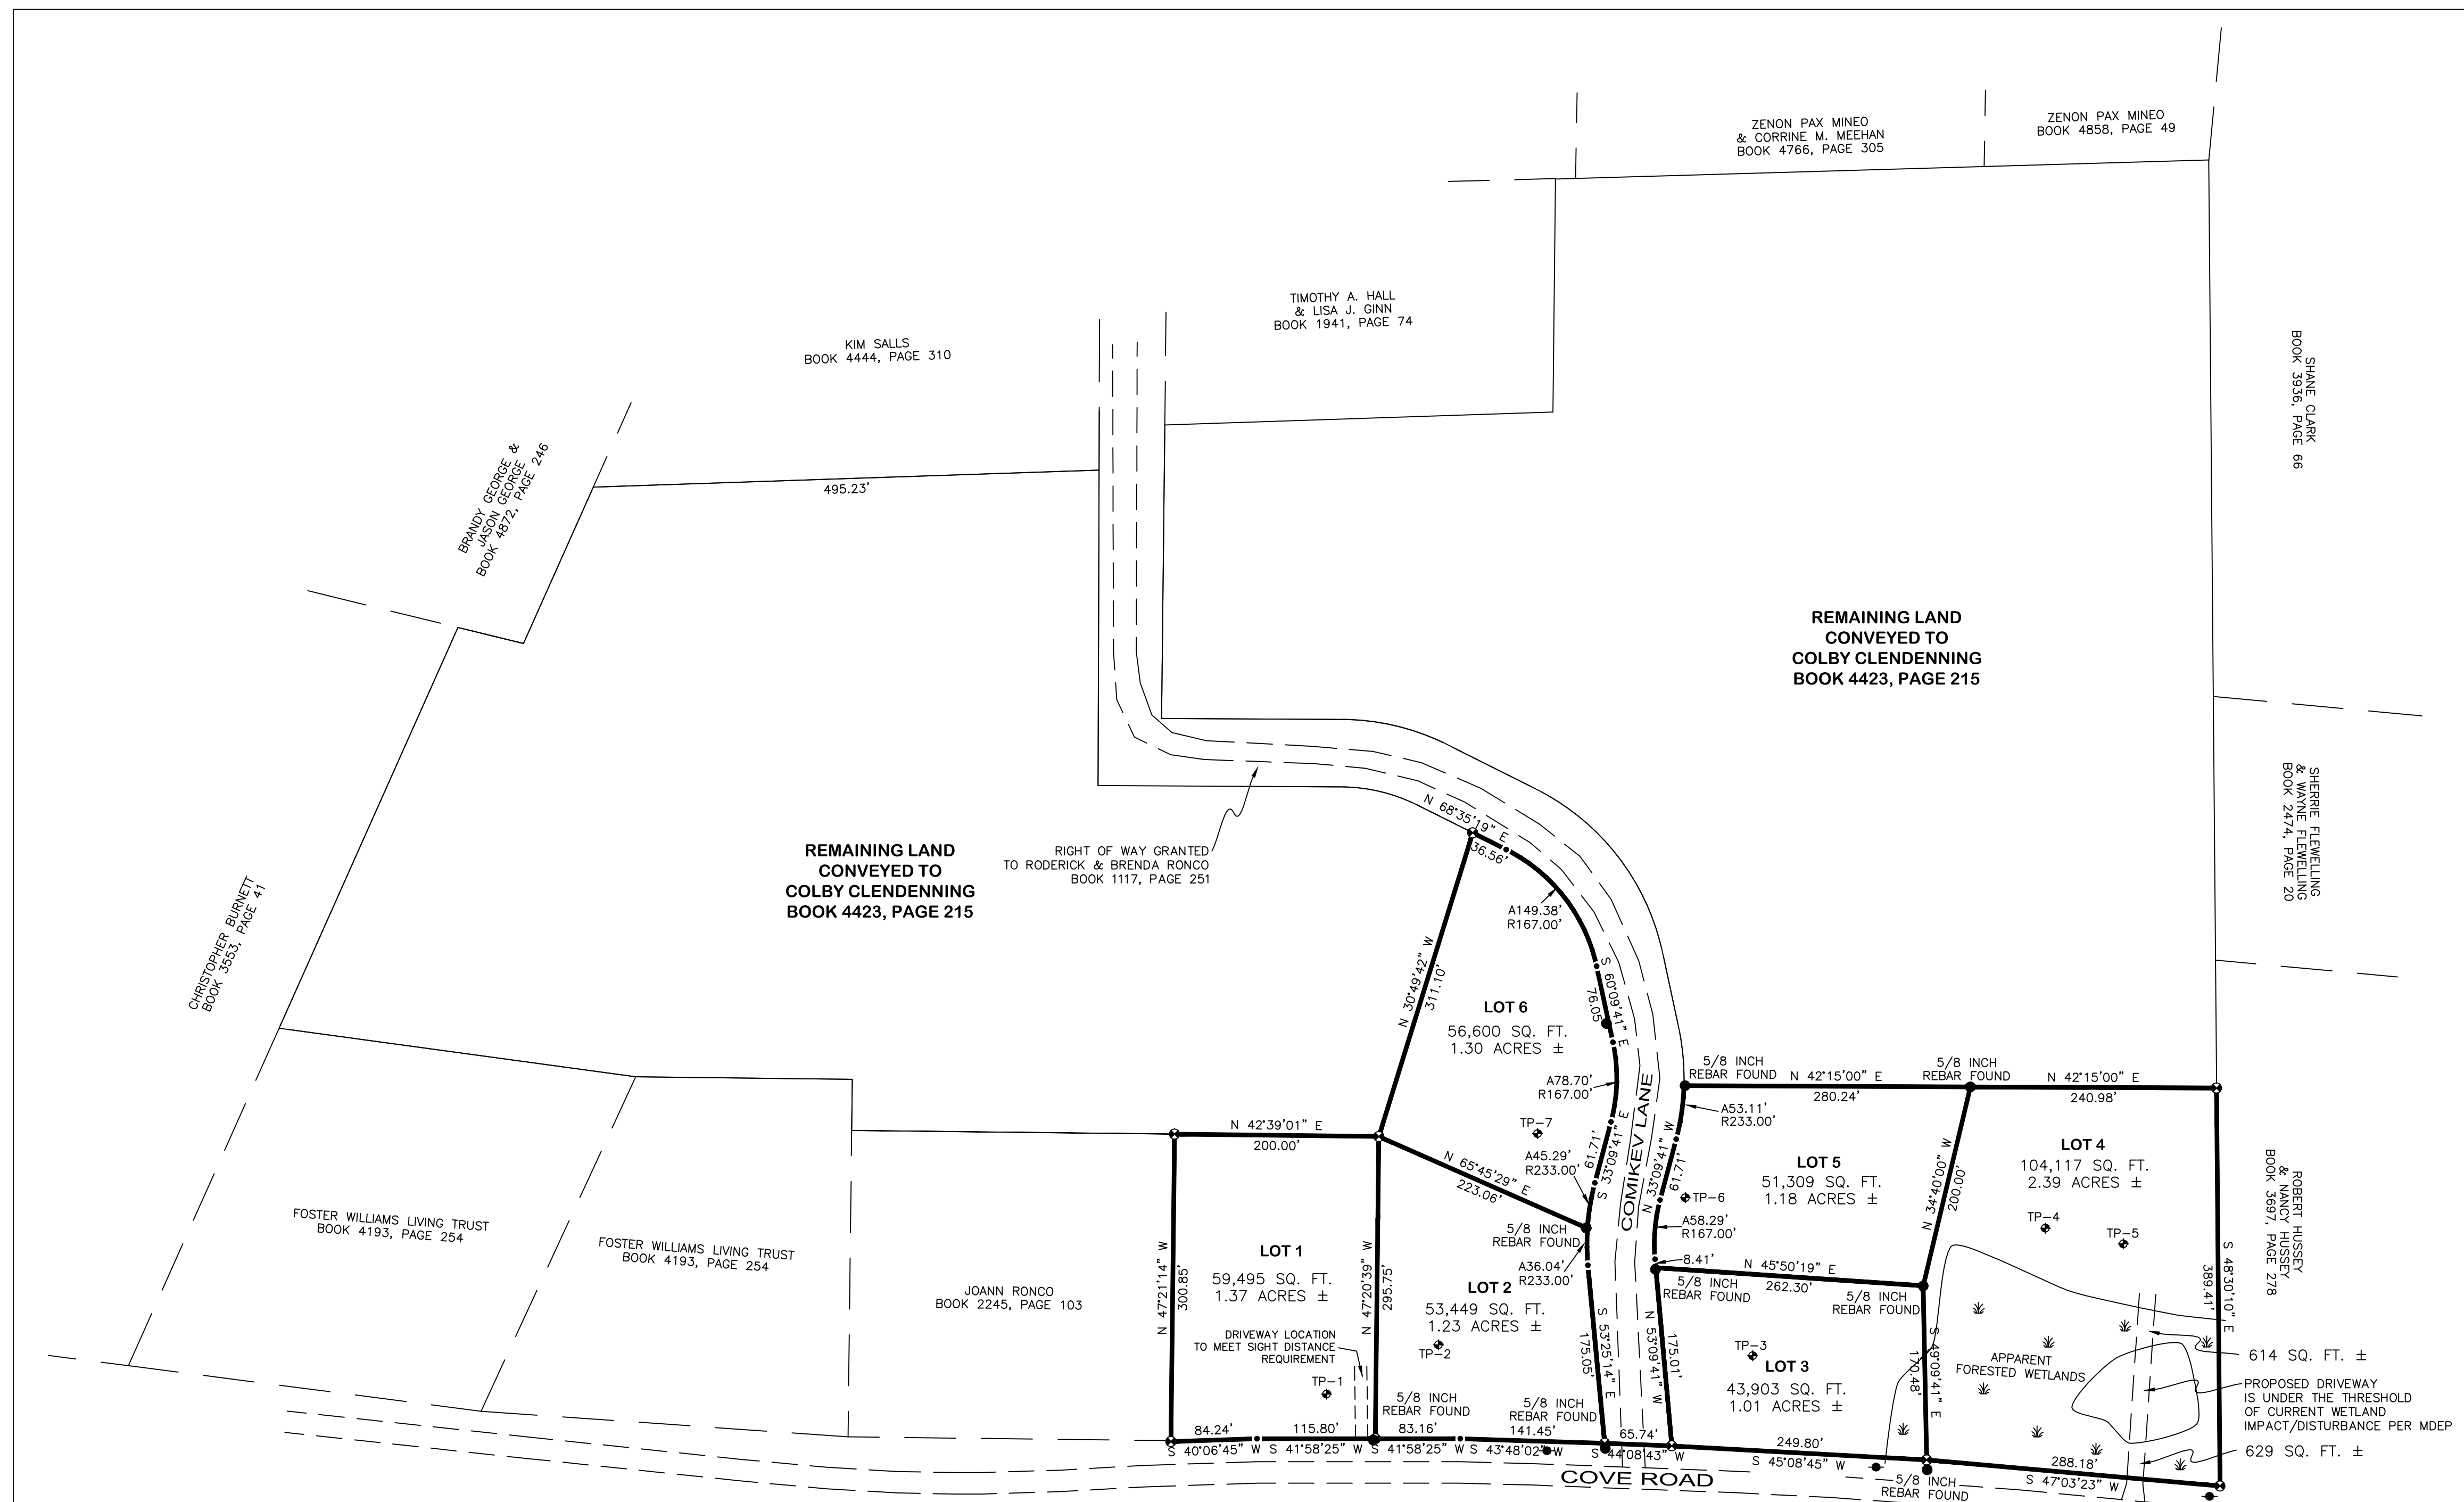 ZENON PAX MINEO
& CORRINE M. MEEHAN
BOOK 4766, PAGE 305
ZENON PAX MINEO
BOOK 4858, PAGE 49
TIMOTHY A. HALL
& LISA J. GINN
BOOK 1941, PAGE 74
KIM SALLS
BOOK 4444, PAGE 310
SHANE CLARK
BOOK 3936, PAGE 66
BRANDY GEORGE &
JASON GEORGE
BOOK 4872, PAGE 246
495.23'
REMAINING LAND
CONVEYED TO
COLBY CLENDENNING
BOOK 4423, PAGE 215
SHERRIE FLEWELLING
& WAYNE FLEWELLING
BOOK 2474, PAGE 20
REMAINING LAND
CONVEYED TO
COLBY CLENDENNING
BOOK 4423, PAGE 215
RIGHT OF WAY GRANTED
TO RODERICK & BRENDA RONCO
BOOK 1117, PAGE 251
CHRISTOPHER BURNETT
BOOK 3553, PAGE 41
N 68°35'19" E
36.56'
A149.38'
R167.00'
N 30°49'42" W
311.10'
S 60°09'41" E
76.05'
LOT 6
56,600 SQ. FT.
1.30 ACRES ±
A78.70'
R167.00'
TP-7
A45.29'
R233.00'
61.71'
S 33°09'41" E
COMIKEV LANE
N 33°09'41" W
61.71'
5/8 INCH
REBAR FOUND
N 42°15'00" E
280.24'
5/8 INCH
REBAR FOUND
N 42°15'00" E
240.98'
A53.11'
R233.00'
LOT 5
51,309 SQ. FT.
1.18 ACRES ±
TP-6
A58.29'
R167.00'
8.41'
N 34°40'00" W
200.00'
LOT 4
104,117 SQ. FT.
2.39 ACRES ±
TP-4
TP-5
S 48°30'10" E
389.41'
ROBERT HUSSEY
& NANCY HUSSEY
BOOK 3697, PAGE 278
N 42°39'01" E
200.00'
N 65°45'29" E
223.06'
5/8 INCH
REBAR FOUND
A36.04'
R233.00'
N 45°50'19" E
262.30'
5/8 INCH
REBAR FOUND
5/8 INCH
REBAR FOUND
FOSTER WILLIAMS LIVING TRUST
BOOK 4193, PAGE 254
FOSTER WILLIAMS LIVING TRUST
BOOK 4193, PAGE 254
JOANN RONCO
BOOK 2245, PAGE 103
N 47°21'14" W
300.85'
LOT 1
59,495 SQ. FT.
1.37 ACRES ±
DRIVEWAY LOCATION
TO MEET SIGHT DISTANCE
REQUIREMENT
TP-1
N 47°20'39" W
295.75'
LOT 2
53,449 SQ. FT.
1.23 ACRES ±
TP-2
S 53°25'14" E
175.05'
N 53°09'41" W
175.01'
TP-3
LOT 3
43,903 SQ. FT.
1.01 ACRES ±
S 49°09'41" E
170.48'
APPARENT
FORESTED WETLANDS
614 SQ. FT. ±
PROPOSED DRIVEWAY
IS UNDER THE THRESHOLD
OF CURRENT WETLAND
IMPACT/DISTURBANCE PER MDEP
629 SQ. FT. ±
5/8 INCH
REBAR FOUND
5/8 INCH
REBAR FOUND
84.24'
S 40°06'45" W
115.80'
S 41°58'25" W
83.16'
S 41°58'25" W
141.45'
S 43°48'02" W
65.74'
S 44°08'43" W
249.80'
S 45°08'45" W
288.18'
S 47°03'23" W
5/8 INCH
REBAR FOUND
COVE ROAD